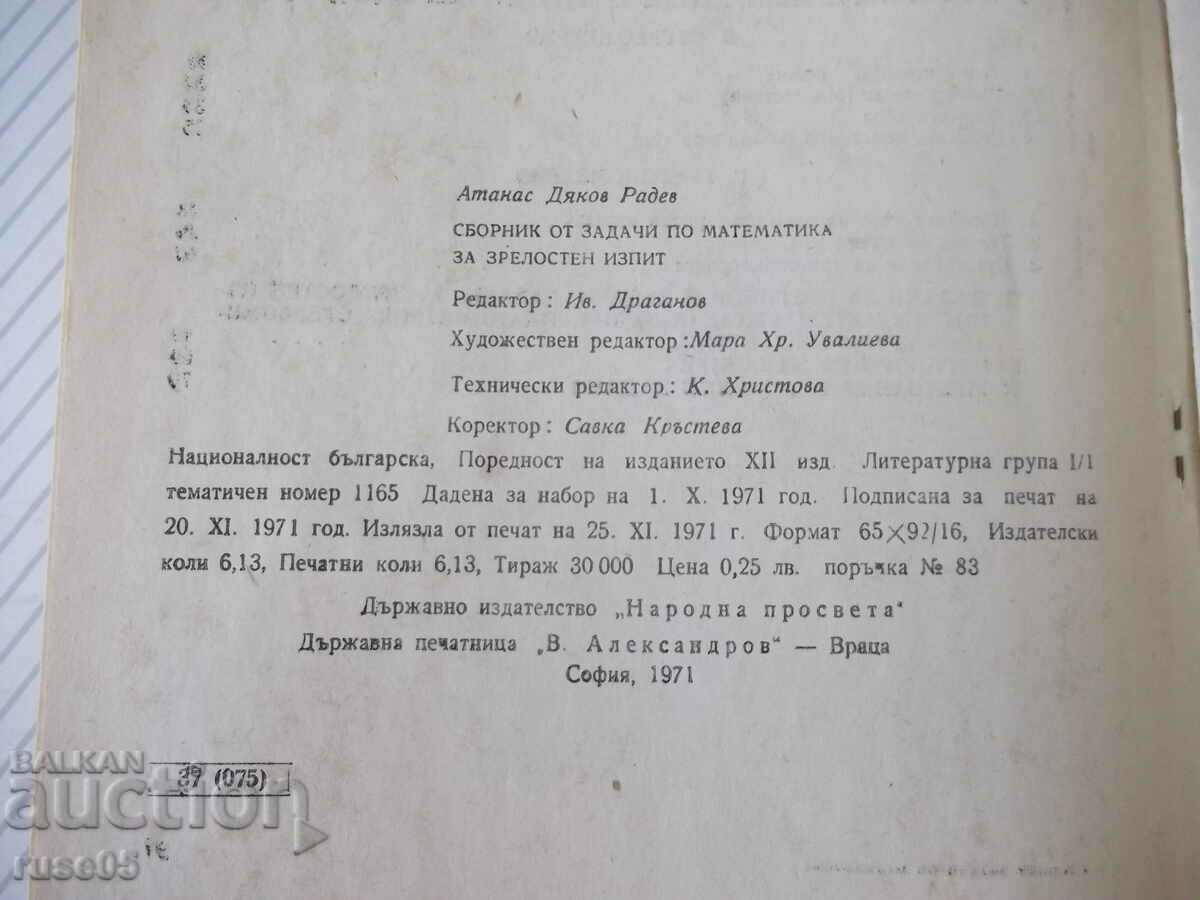 Атанас Дяков Радев
СБОРНИК ОТ ЗАДАЧИ ПО МАТЕМАТИКА
ЗА ЗРЕЛОСТЕН ИЗПИТ
Редактор: Ив. Драганов
Художествен редактор: Мара Хр. Увалиева
Технически редактор: К. Христова
Коректор: Савка Кръстева
Националност българска, Поредност на изданието XII изд. Литературна група I/1
тематичен номер 1165 Дадена за набор на 1. X. 1971 год. Подписана за печат на
20. XI. 1971 год. Излязла от печат на 25. XI. 1971 г. Формат 65×92/16, Издателски
коли 6,13, Печатни коли 6,13, Тираж 30 000 Цена 0,25 лв. поръчка № 83
Държавно издателство „Народна просвета“
Държавна печатница „В. Александров“ — Враца
София, 1971
37 (075)
BALKAN
auction
ruse05